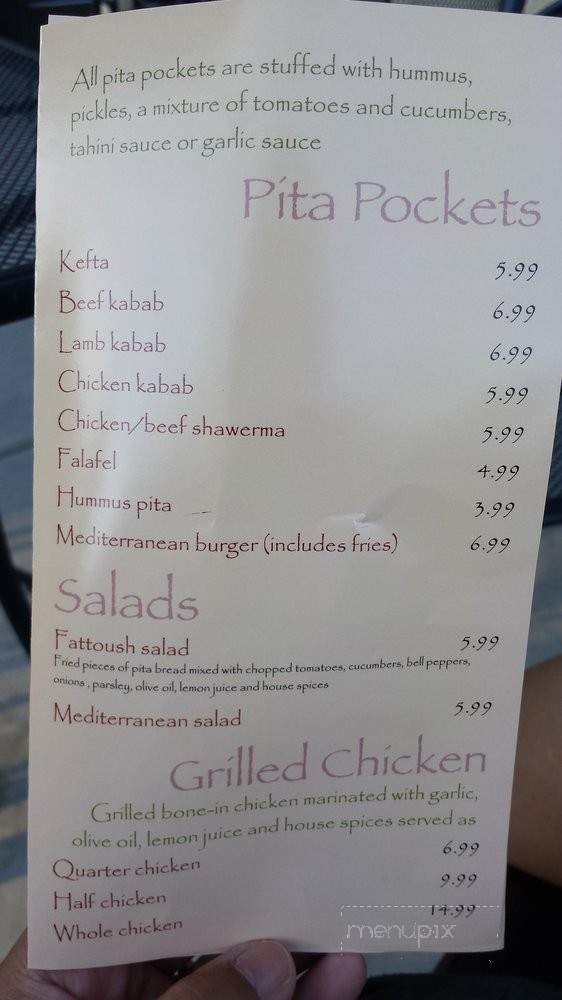 All pita pockets are stuffed with hummus,
pickles, a mixture of tomatoes and cucumbers,
tahini sauce or garlic sauce
Pita Pockets
Kefta 5.99
Beef kabab 6.99
Lamb kabab 6.99
Chicken kabab 5.99
Chicken/beef shawerma 5.99
Falafel 4.99
Hummus pita 3.99
Mediterranean burger (includes fries) 6.99
Salads
Fattoush salad 5.99
Fried pieces of pita bread mixed with chopped tomatoes, cucumbers, bell peppers,
onions , parsley, olive oil, lemon juice and house spices
Mediterranean salad 5.99
Grilled Chicken
Grilled bone-in chicken marinated with garlic,
olive oil, lemon juice and house spices served as
Quarter chicken 6.99
Half chicken 9.99
Whole chicken 14.99
menupix